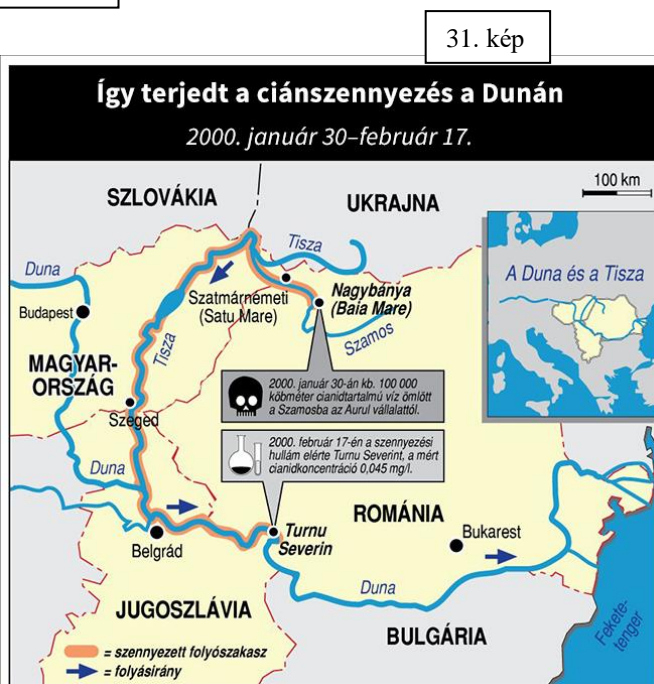 31. kép
Így terjedt a ciánszennyezés a Dunán
2000. január 30–február 17.
100 km
SZLOVÁKIA
UKRAJNA
Duna
Tisza
A Duna és a Tisza
Budapest
Szatmárnémeti
(Satu Mare)
Nagybánya
(Baia Mare)
Szamos
Tisza
MAGYAR-
ORSZÁG
2000. január 30-án kb. 100 000
köbméter cianidtartalmú víz ömlött
a Szamosba az Aurul vállalattól.
Szeged
2000. február 17-én a szennyezési
hullám elérte Turnu Severint, a mért
cianidkoncentráció 0,045 mg/l.
Duna
ROMÁNIA
Turnu
Severin
Bukarest
Belgrád
Duna
JUGOSZLÁVIA
BULGÁRIA
Fekete-
tenger
= szennyezett folyószakasz
= folyásirány